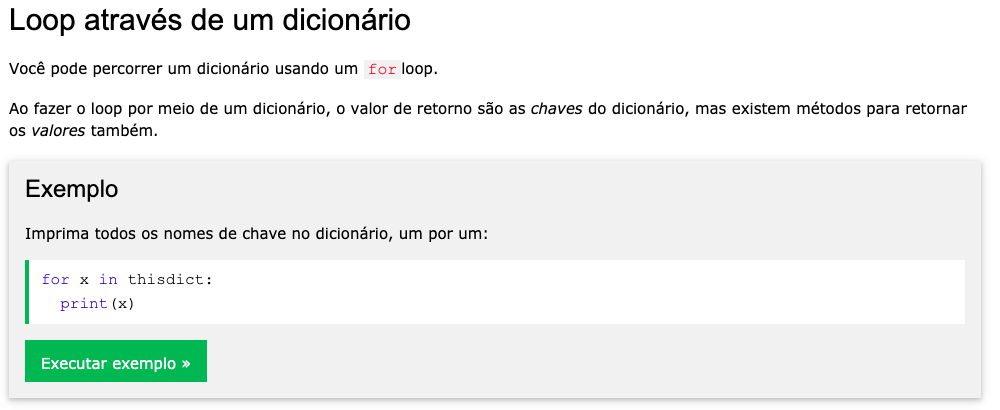 Loop através de um dicionário
Você pode percorrer um dicionário usando um for loop.
Ao fazer o loop por meio de um dicionário, o valor de retorno são as chaves do dicionário, mas existem métodos para retornar
os valores também.
Exemplo
Imprima todos os nomes de chave no dicionário, um por um:
for x in thisdict:
  print(x)
Executar exemplo »